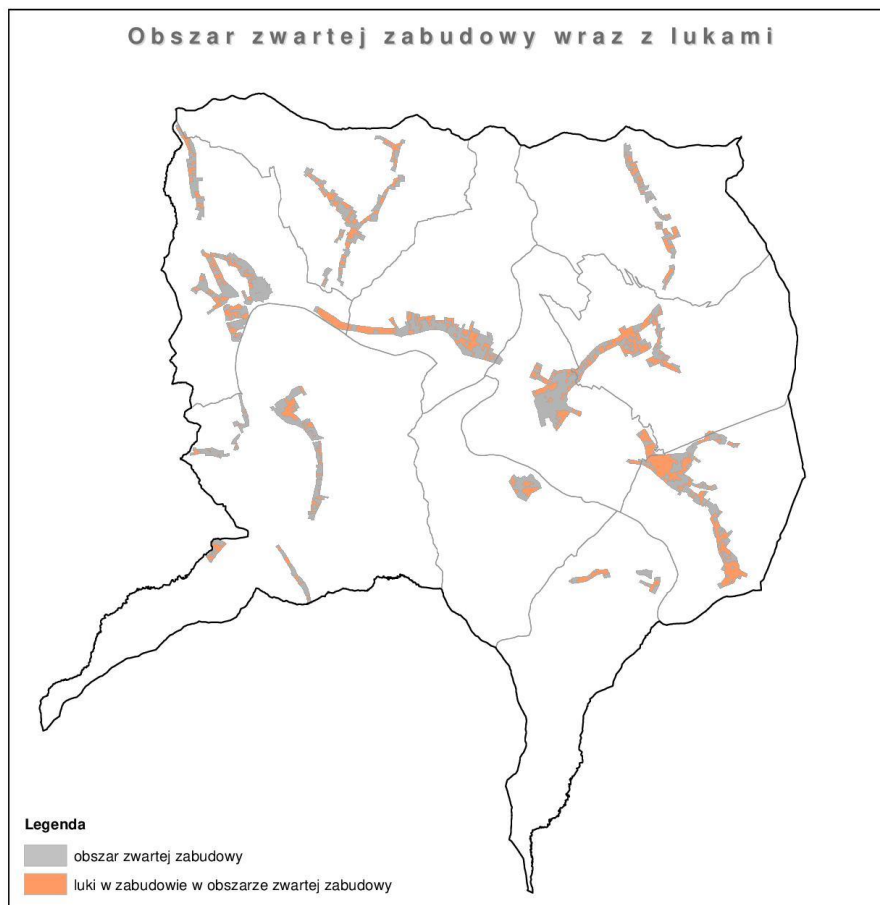 Obszar zwartej zabudowy wraz z lukami
Legenda
obszar zwartej zabudowy
luki w zabudowie w obszarze zwartej zabudowy